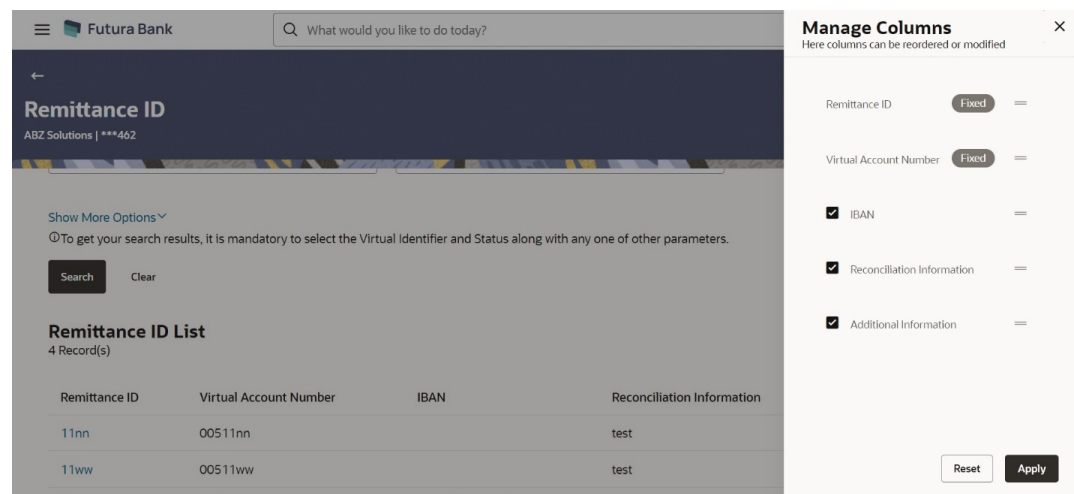 Futura Bank
What would you like to do today?
Remittance ID
ABZ Solutions | ***462
Show More Options
To get your search results, it is mandatory to select the Virtual Identifier and Status along with any one of other parameters.
Search Clear
Remittance ID List
4 Record(s)
Remittance ID Virtual Account Number IBAN Reconciliation Information
11nn 00511nn test
11ww 00511ww test
Manage Columns
Here columns can be reordered or modified
Remittance ID Fixed
Virtual Account Number Fixed
IBAN
Reconciliation Information
Additional Information
Reset Apply